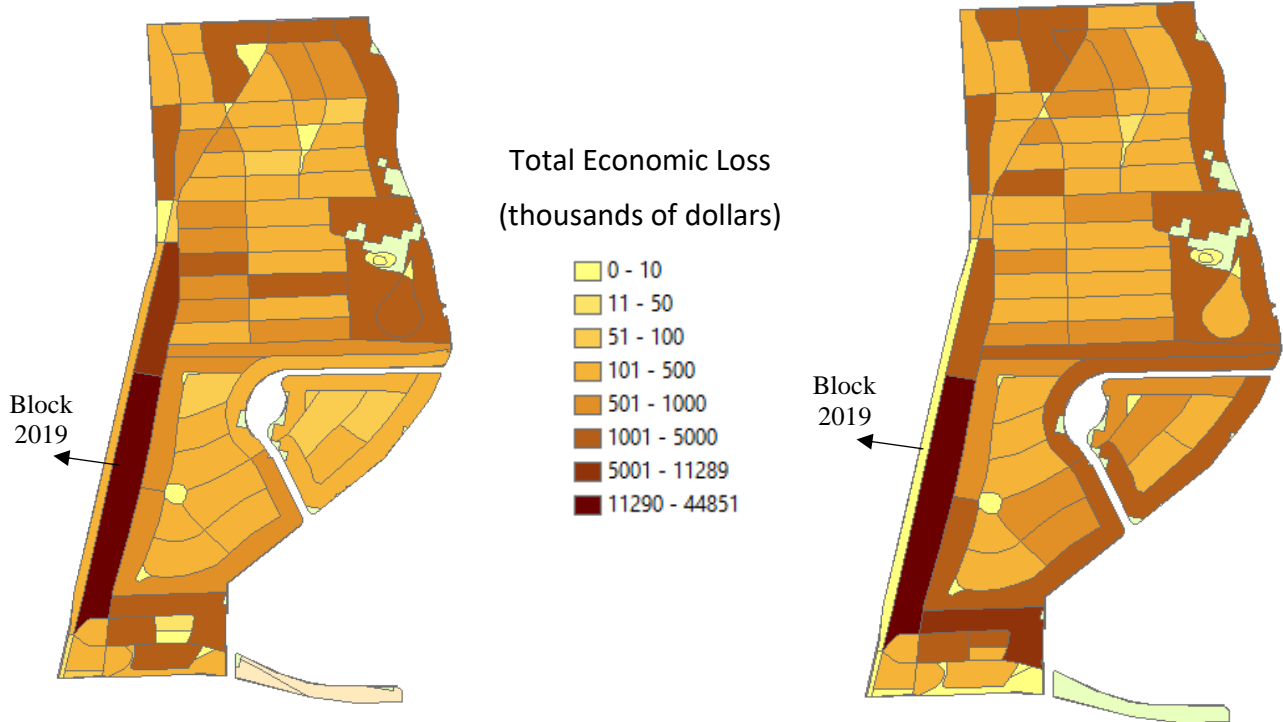 Total Economic Loss
(thousands of dollars)
0 - 10
11 - 50
51 - 100
101 - 500
501 - 1000
1001 - 5000
5001 - 11289
11290 - 44851
Block
2019
Block
2019